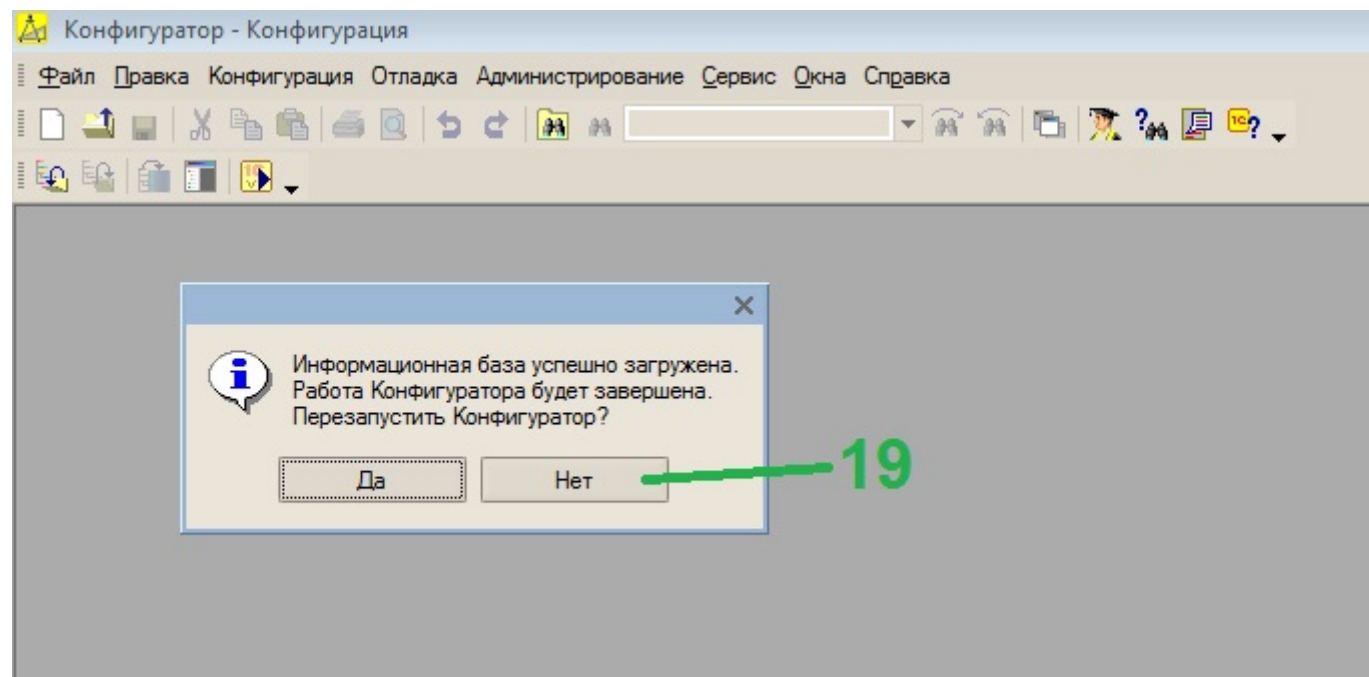 Конфигуратор - Конфигурация
Файл Правка Конфигурация Отладка Администрирование Сервис Окна Справка
Информационная база успешно загружена.
Работа Конфигуратора будет завершена.
Перезапустить Конфигуратор?
Да Нет 19